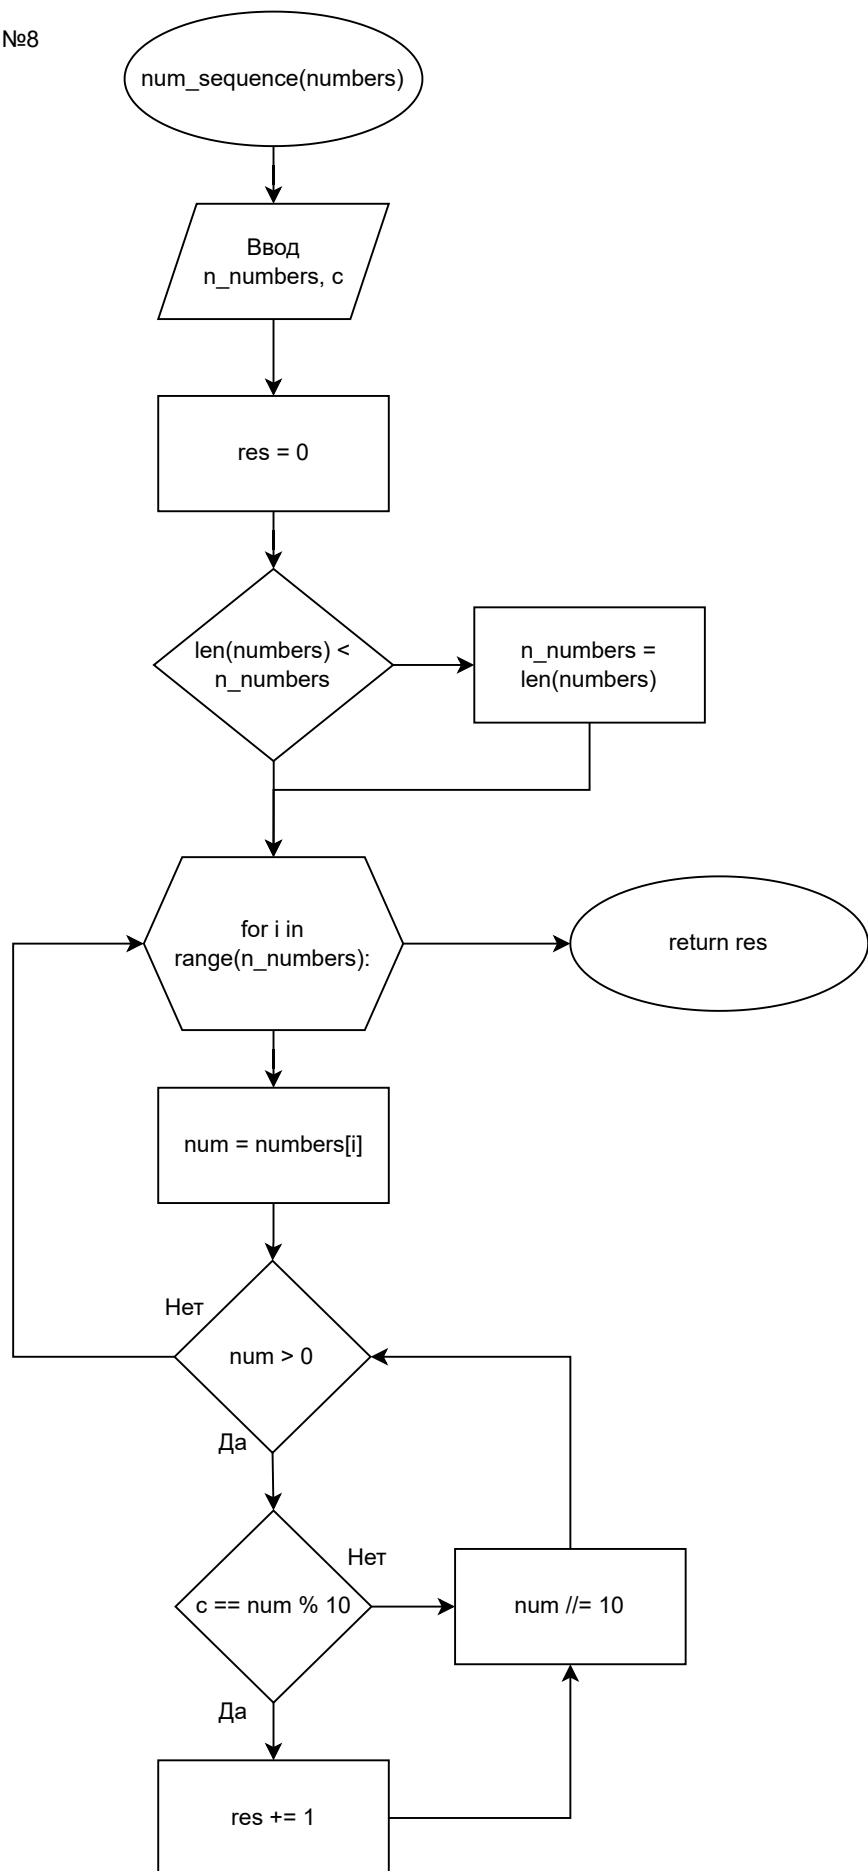 №8
num_sequence(numbers)
Ввод
n_numbers, c
res = 0
len(numbers) <
n_numbers
n_numbers =
len(numbers)
for i in
range(n_numbers):
return res
num = numbers[i]
Нет
num > 0
Да
Нет
c == num % 10
num //= 10
Да
res += 1